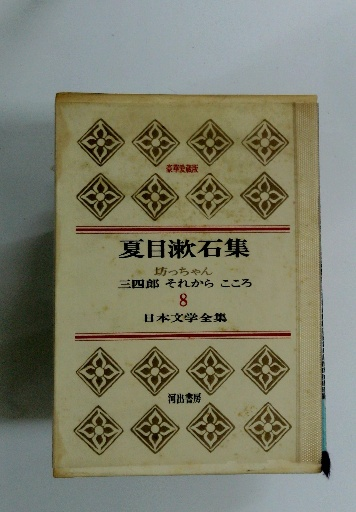 豪華愛蔵版
夏目漱石集
坊っちゃん
三四郎 それから こころ
8
日本文学全集
河出書房